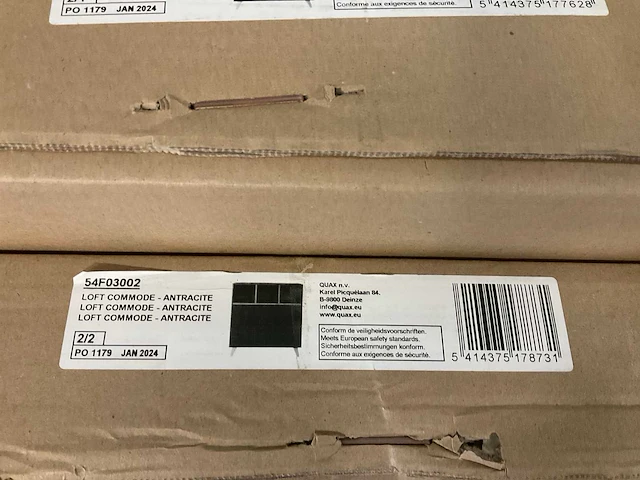 PO 1179 JAN 2024
Conforme aux exigences de sécurité.
5 414375 177628
54F03002
LOFT COMMODE - ANTRACITE
LOFT COMMODE - ANTRACITE
LOFT COMMODE - ANTRACITE
2/2
PO 1179 JAN 2024
QUAX n.v.
Karel Picquélaan 84,
B-9800 Deinze
info@quax.eu
www.quax.eu
Conform de veiligheidsvoorschriften.
Meets European safety standards.
Sicherheitsbestimmungen konform.
Conforme aux exigences de sécurité.
5 414375 178731